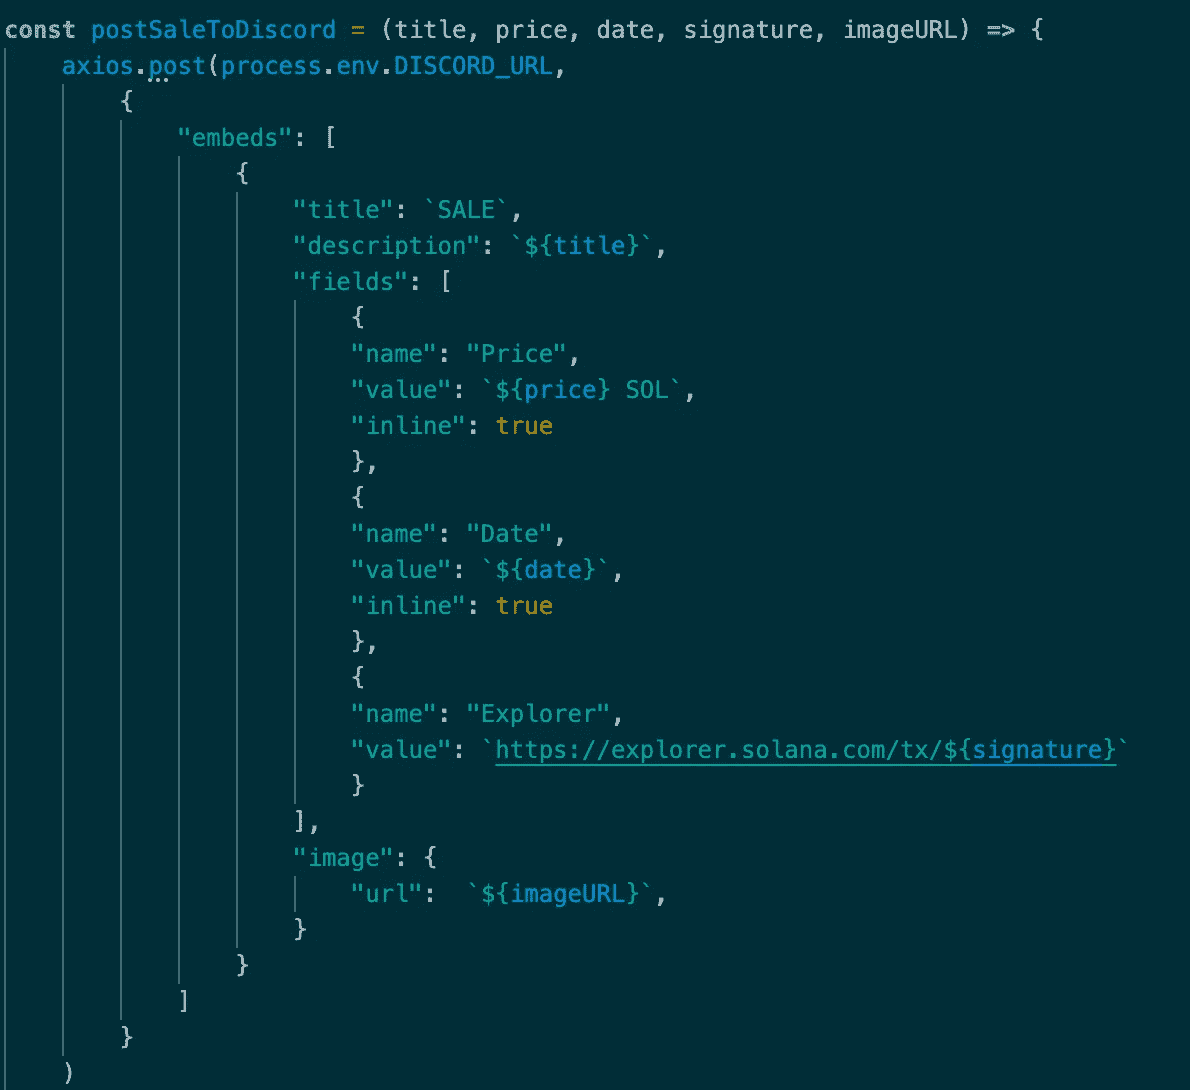 const postSaleToDiscord = (title, price, date, signature, imageURL) => {
    axios.post(process.env.DISCORD_URL,
        {
            "embeds": [
                {
                    "title": `SALE`,
                    "description": `${title}`,
                    "fields": [
                        {
                        "name": "Price",
                        "value": `${price} SOL`,
                        "inline": true
                        },
                        {
                        "name": "Date",
                        "value": `${date}`,
                        "inline": true
                        },
                        {
                        "name": "Explorer",
                        "value": `https://explorer.solana.com/tx/${signature}`
                        }
                    ],
                    "image": {
                        "url":  `${imageURL}`,
                    }
                }
            ]
        }
    )